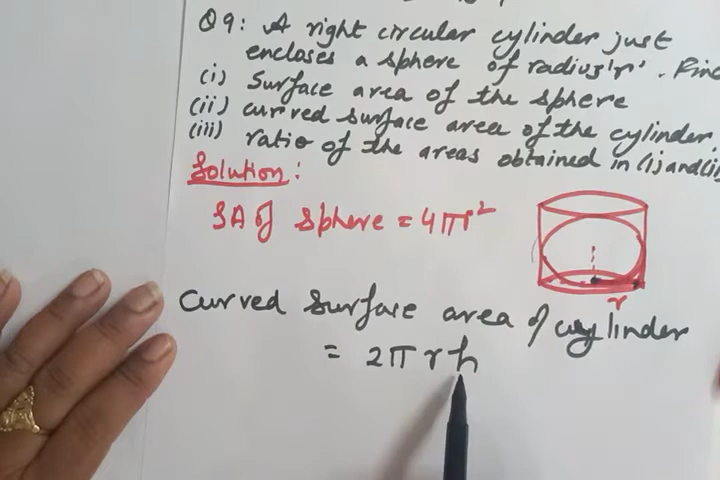 Q9: A right circular cylinder just
encloses a sphere of radius 'r'. Find
(i) Surface area of the sphere
(ii) curved surface area of the cylinder.
(iii) ratio of the areas obtained in (i) and (ii
Solution:
SA of sphere = 4πr²
r
Curved Surface area of cylinder
= 2πrh